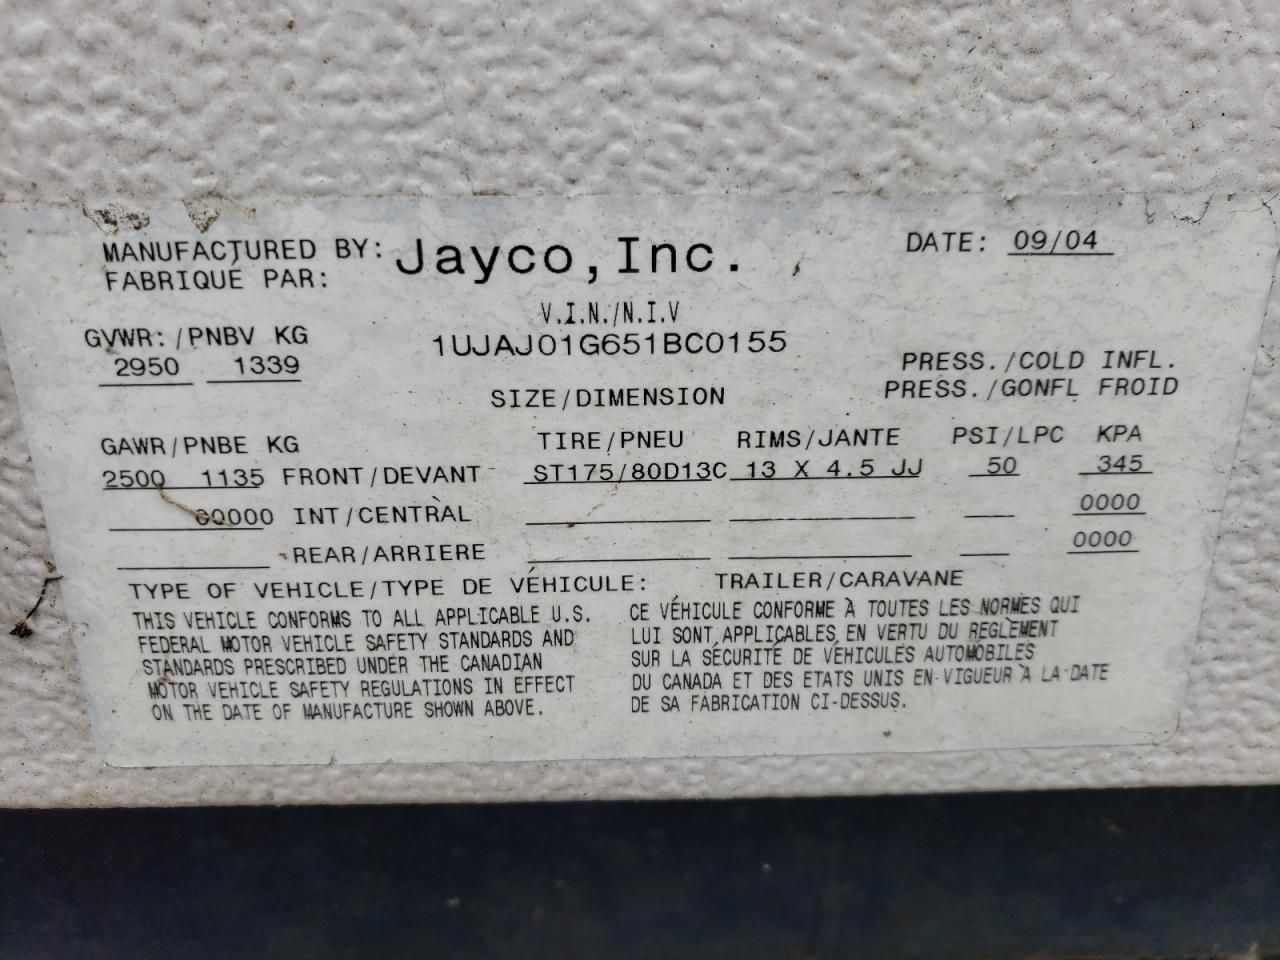 MANUFACTURED BY: Jayco, Inc. DATE: 09/04
FABRIQUÉ PAR:
V.I.N./N.I.V
1UJAJ01G651BC0155
GVWR:/PNBV KG
2950 1339
PRESS./COLD INFL.
SIZE/DIMENSION PRESS./GONFL FROID
GAWR/PNBE KG TIRE/PNEU RIMS/JANTE PSI/LPC KPA
2500 1135 FRONT/DEVANT ST175/80D13C 13 X 4.5 JJ 50 345
00000 INT/CENTRAL 0000
REAR/ARRIERE 0000
TYPE OF VEHICLE/TYPE DE VÉHICULE: TRAILER/CARAVANE
THIS VEHICLE CONFORMS TO ALL APPLICABLE U.S.
FEDERAL MOTOR VEHICLE SAFETY STANDARDS AND
STANDARDS PRESCRIBED UNDER THE CANADIAN
MOTOR VEHICLE SAFETY REGULATIONS IN EFFECT
ON THE DATE OF MANUFACTURE SHOWN ABOVE.
CE VÉHICULE CONFORME À TOUTES LES NORMES QUI
LUI SONT APPLICABLES EN VERTU DU REGLEMENT
SUR LA SÉCURITÉ DE VEHICULES AUTOMOBILES
DU CANADA ET DES ETATS UNIS EN VIGUEUR À LA DATE
DE SA FABRICATION CI-DESSUS.